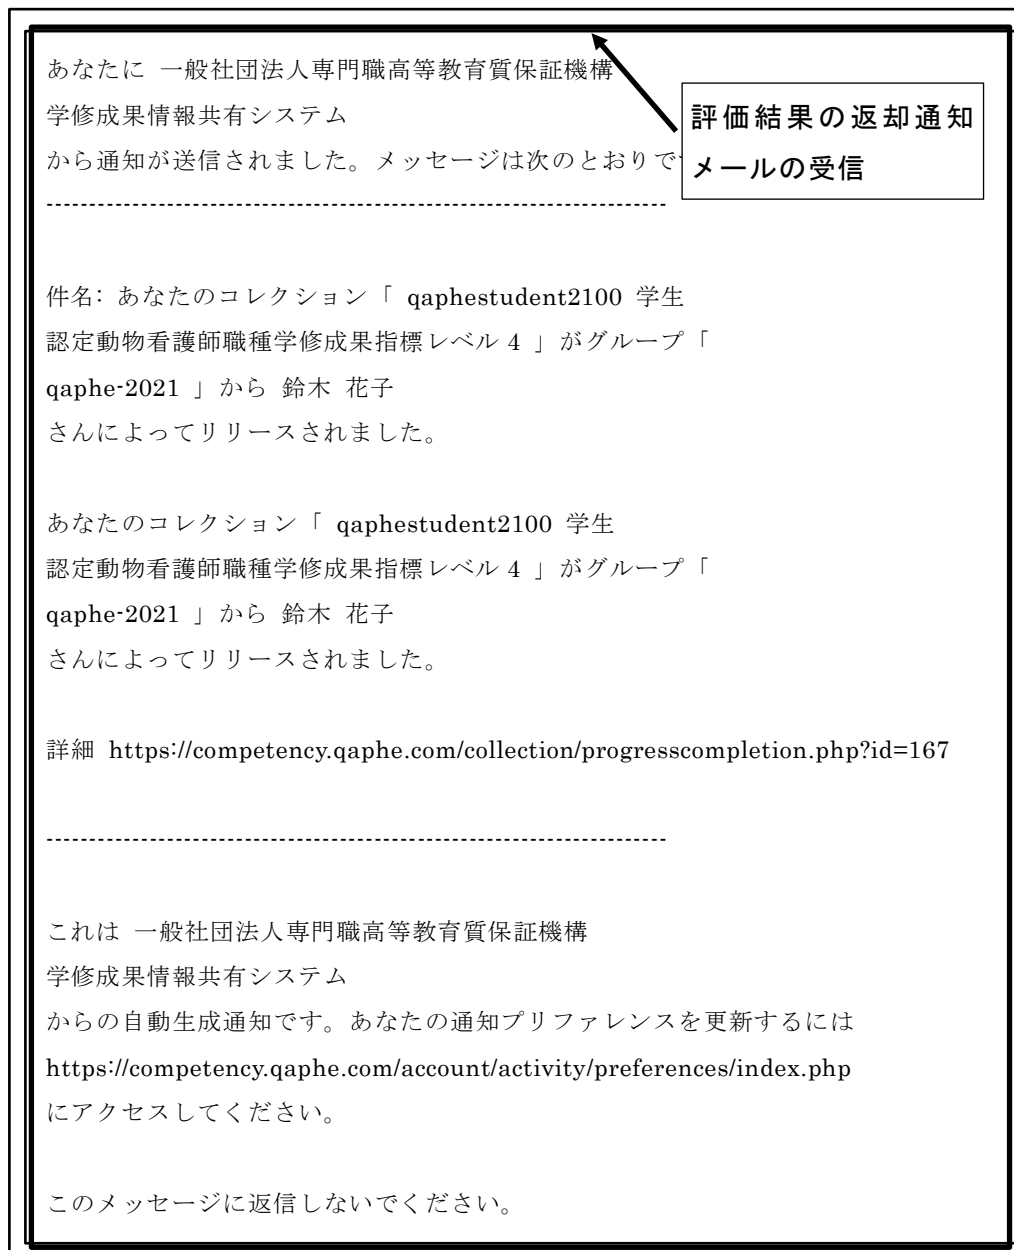 あなたに 一般社団法人専門職高等教育質保証機構
学修成果情報共有システム
から通知が送信されました。メッセージは次のとおりで
評価結果の返却通知
メールの受信
----------------------------------------------------------------------
件名: あなたのコレクション「 qaphestudent2100 学生
認定動物看護師職種学修成果指標レベル 4 」がグループ「
qaphe-2021 」から 鈴木 花子
さんによってリリースされました。
あなたのコレクション「 qaphestudent2100 学生
認定動物看護師職種学修成果指標レベル 4 」がグループ「
qaphe-2021 」から 鈴木 花子
さんによってリリースされました。
詳細 https://competency.qaphe.com/collection/progresscompletion.php?id=167
----------------------------------------------------------------------
これは 一般社団法人専門職高等教育質保証機構
学修成果情報共有システム
からの自動生成通知です。あなたの通知プリファレンスを更新するには
https://competency.qaphe.com/account/activity/preferences/index.php
にアクセスしてください。
このメッセージに返信しないでください。